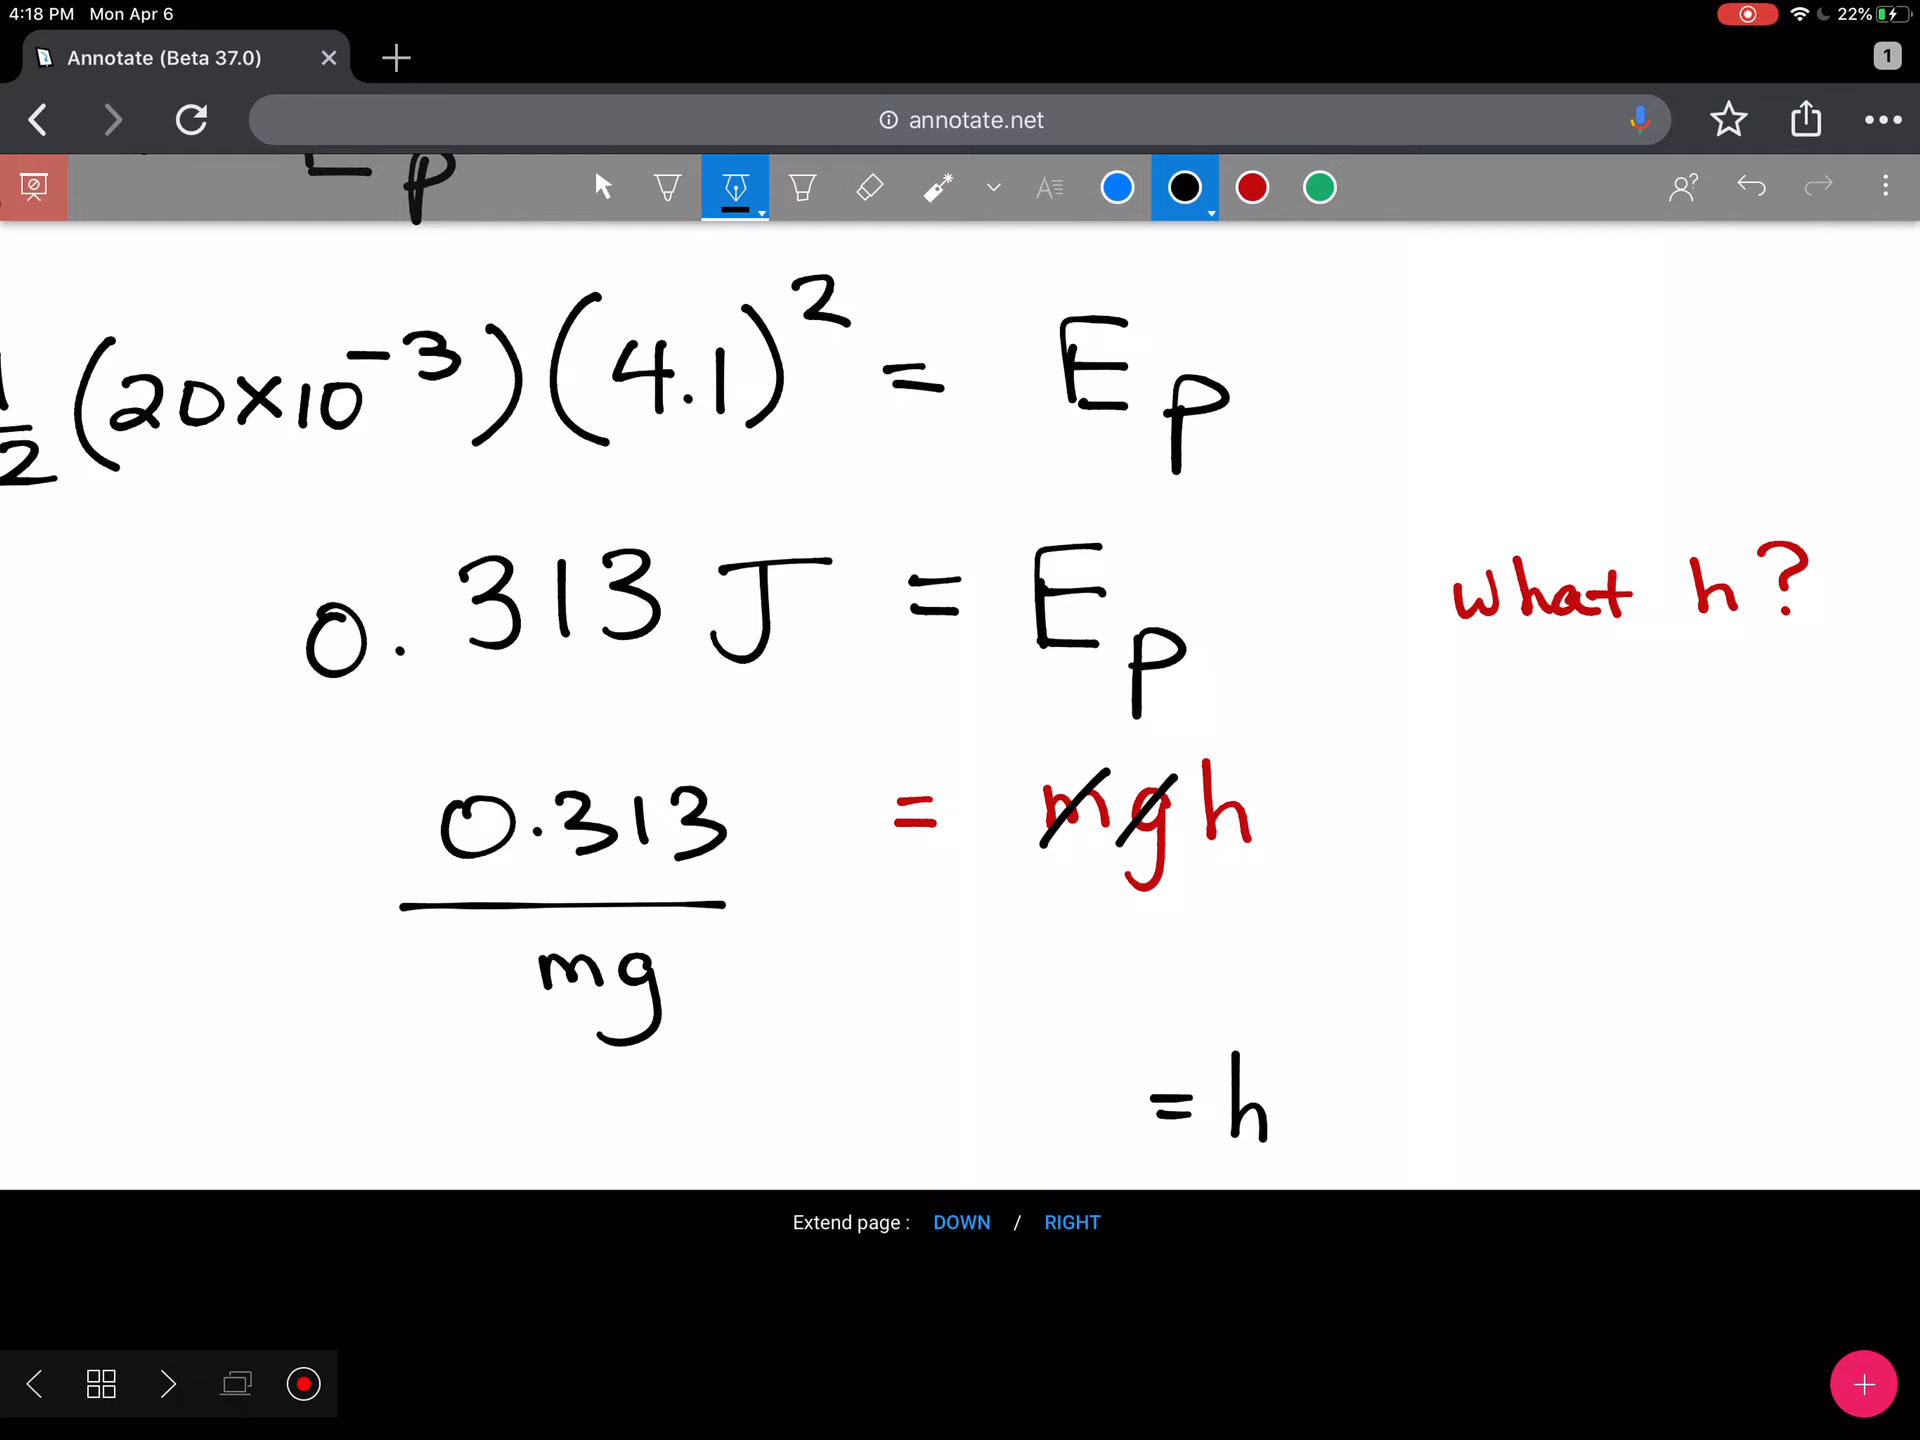 4:18 PM Mon Apr 6
22%
Annotate (Beta 37.0)
1
annotate.net
E p
A
1/2 (20×10⁻³)(4.1)² = Ep
0.313 J = Ep
what h?
0.313 = mgh
mg
= h
Extend page : DOWN / RIGHT